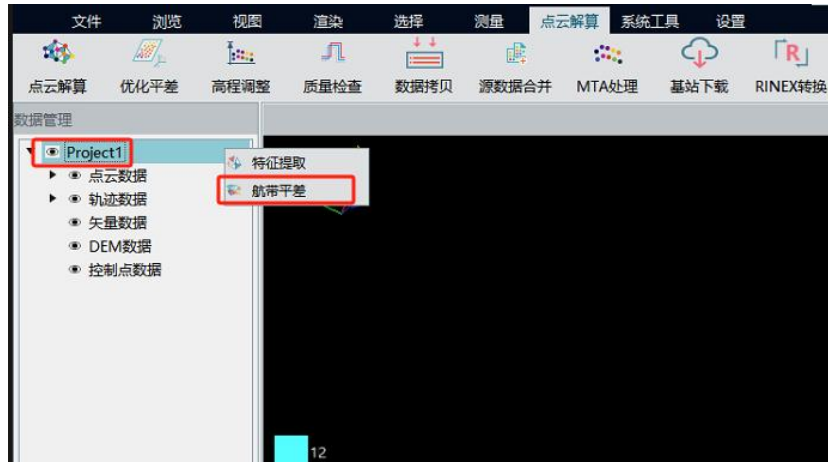 文件 浏览 视图 渲染 选择 测量 点云解算 系统工具 设置
点云解算 优化平差 高程调整 质量检查 数据拷贝 源数据合并 MTA处理 基站下载 RINEX转换
数据管理
Project1
特征提取
点云数据
航带平差
轨迹数据
矢量数据
DEM数据
控制点数据
12